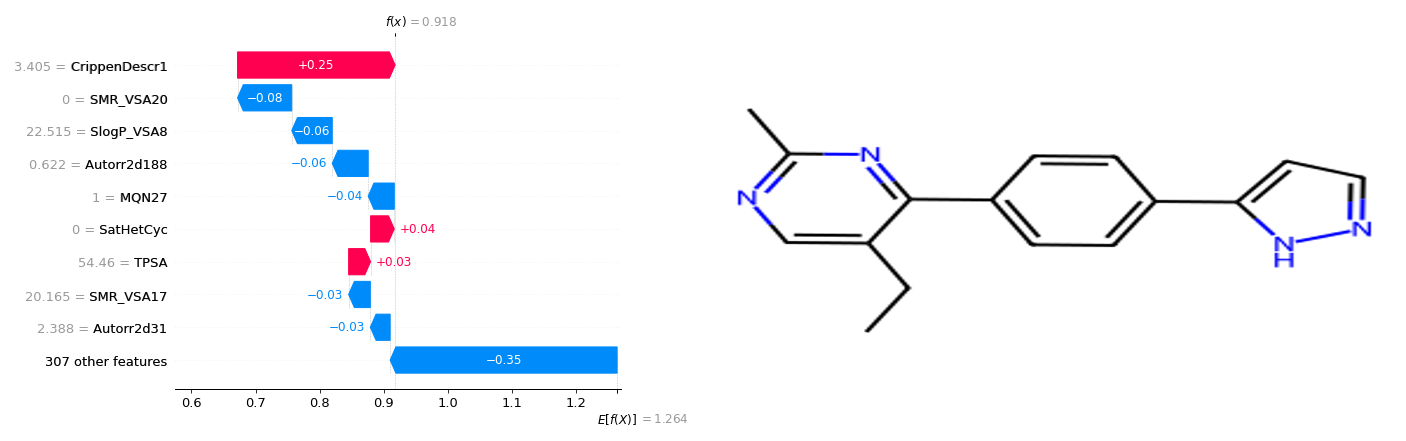 f(x) = 0.918
3.405 = CrippenDescr1
+0.25
0 = SMR_VSA20
−0.08
22.515 = SlogP_VSA8
−0.06
0.622 = Autorr2d188
−0.06
1 = MQN27
−0.04
0 = SatHetCyc
+0.04
54.46 = TPSA
+0.03
20.165 = SMR_VSA17
−0.03
2.388 = Autorr2d31
−0.03
307 other features
−0.35
0.6 0.7 0.8 0.9 1.0 1.1 1.2
E[f(X)] = 1.264
N
N
N
N
H